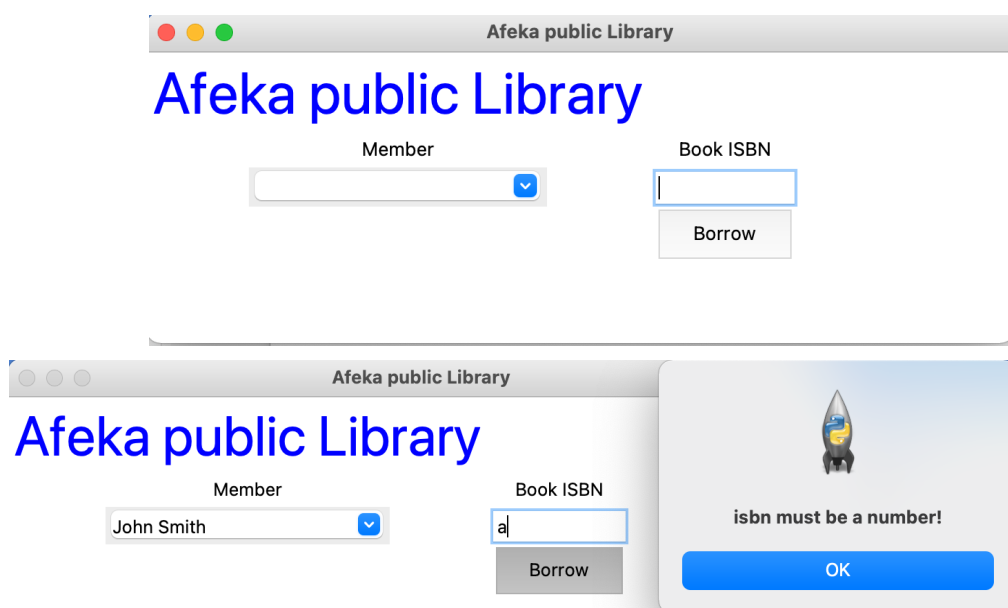 Afeka public Library
Afeka public Library
Member Book ISBN
Borrow
Afeka public Library
Afeka public Library
Member Book ISBN
John Smith a
Borrow
isbn must be a number!
OK